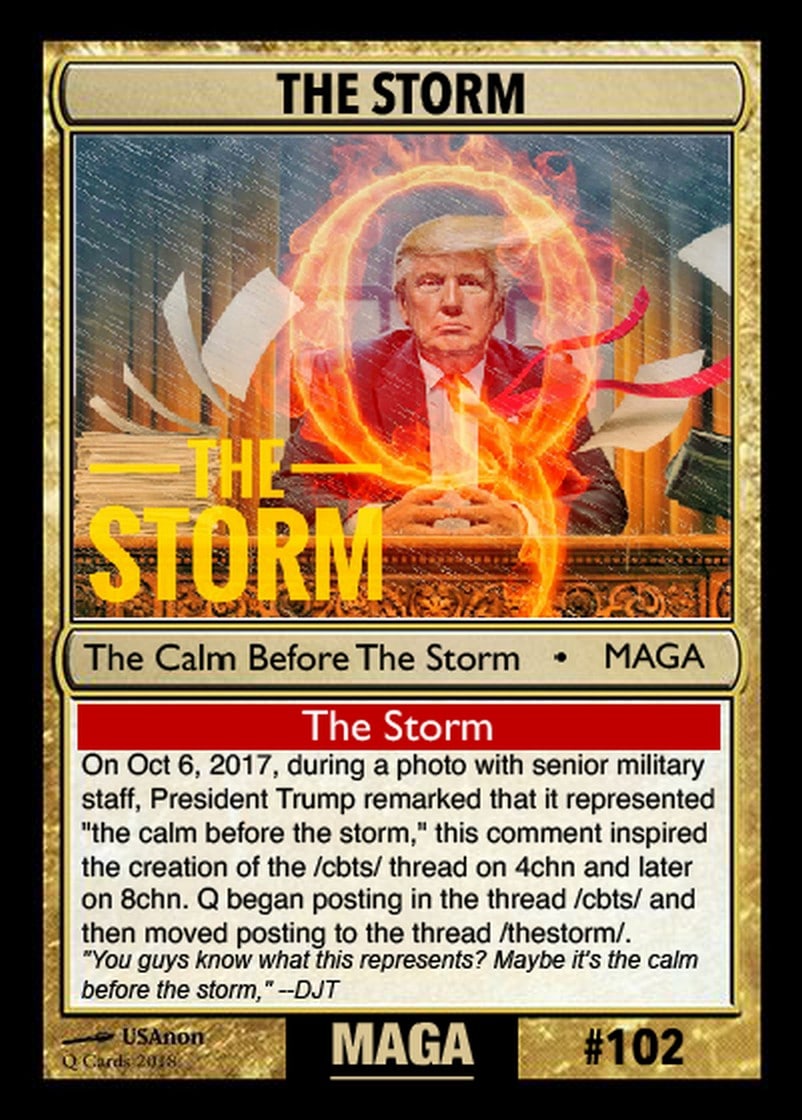 THE STORM
THE
STORM
The Calm Before The Storm • MAGA
The Storm
On Oct 6, 2017, during a photo with senior military
staff, President Trump remarked that it represented
"the calm before the storm," this comment inspired
the creation of the /cbts/ thread on 4chn and later
on 8chn. Q began posting in the thread /cbts/ and
then moved posting to the thread /thestorm/.
"You guys know what this represents? Maybe it's the calm
before the storm," --DJT
USAnon
Q Cards 2018
MAGA
#102